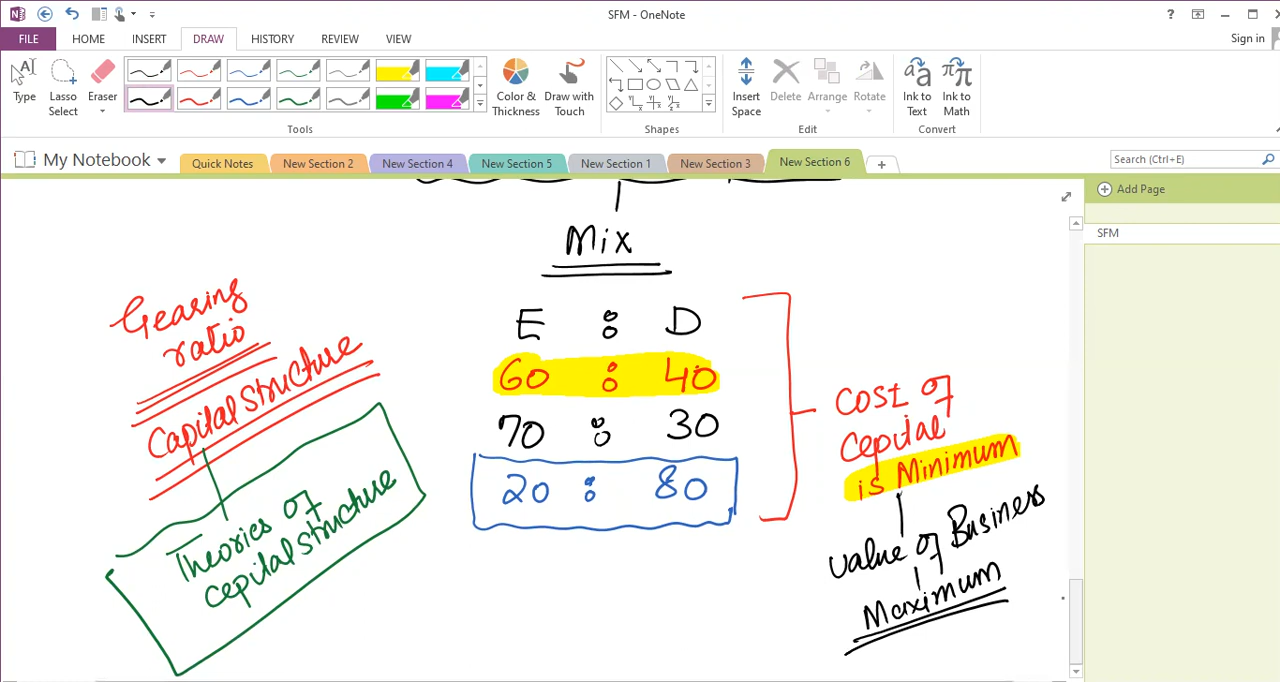 SFM - OneNote
?
Sign in
FILE HOME INSERT DRAW HISTORY REVIEW VIEW
Type
Lasso Select
Eraser
Color & Thickness
Draw with Touch
Insert Space
Delete
Arrange
Rotate
Ink to Text
Ink to Math
Tools
Shapes
Edit
Convert
My Notebook
Quick Notes
New Section 2
New Section 4
New Section 5
New Section 1
New Section 3
New Section 6
Search (Ctrl+E)
Add Page
SFM
Mix
E : D
60 : 40
70 : 30
20 : 80
Gearing
ratio
Capital structure
Theories of
cepital structure
Cost of
Cepital
is Minimum
value of Business
Maximum